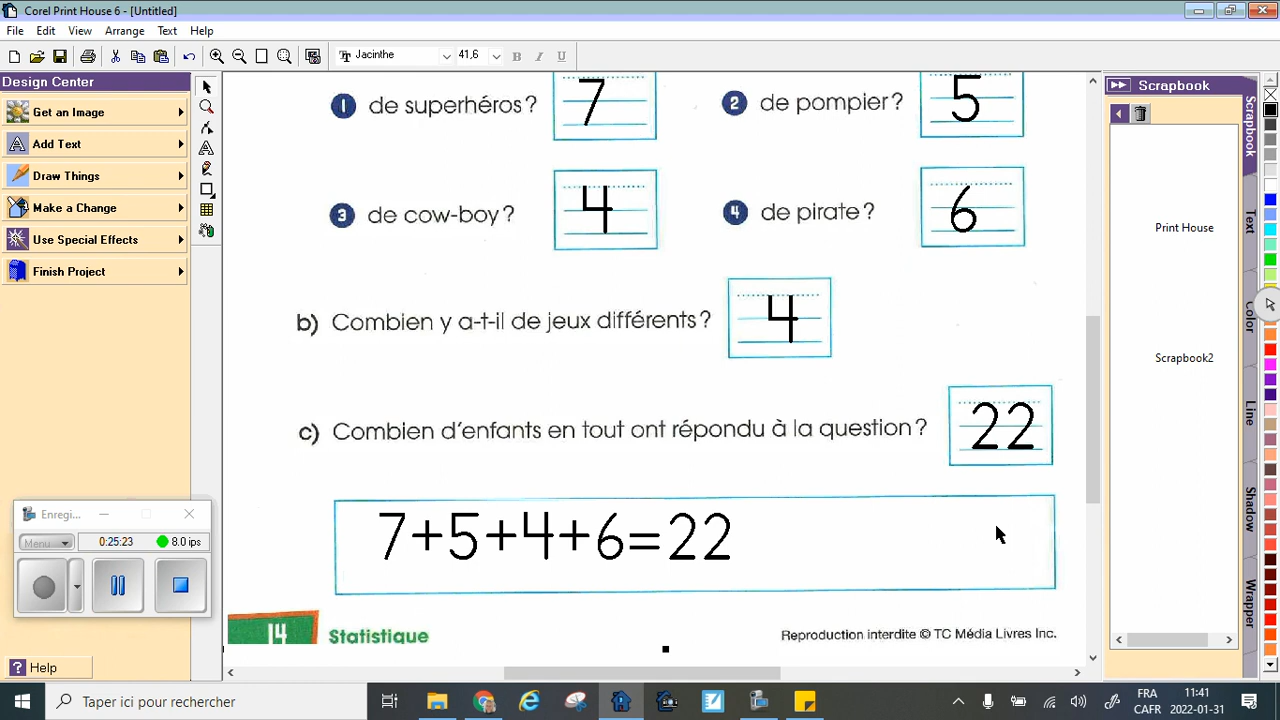 Corel Print House 6 - [Untitled]
File Edit View Arrange Text Help
Jacinthe 41,6 B I U
Design Center
Get an Image
Add Text
Draw Things
Make a Change
Use Special Effects
Finish Project
Help
1 de superhéros ? 7
2 de pompier ? 5
3 de cow-boy ? 4
4 de pirate ? 6
b) Combien y a-t-il de jeux différents ? 4
c) Combien d'enfants en tout ont répondu à la question ? 22
7+5+4+6=22
14 Statistique
Reproduction interdite © TC Média Livres Inc.
Enregi...
Menu
0:25:23 8.0 ips
Scrapbook
Print House
Scrapbook2
Scrapbook
Text
Color
Line
Shadow
Wrapper
Taper ici pour rechercher
FRA 11:41
CAFR 2022-01-31